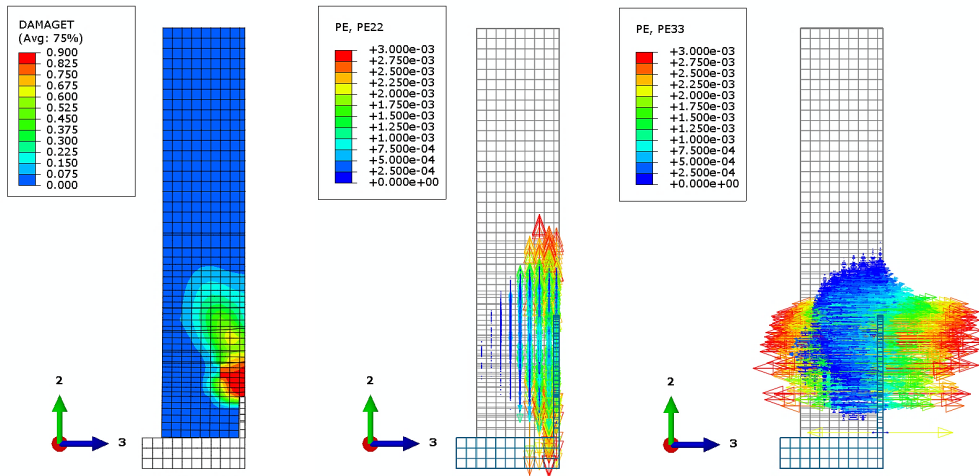 DAMAGET
(Avg: 75%)
0.900
0.825
0.750
0.675
0.600
0.525
0.450
0.375
0.300
0.225
0.150
0.075
0.000
2
3
PE, PE22
+3.000e-03
+2.750e-03
+2.500e-03
+2.250e-03
+2.000e-03
+1.750e-03
+1.500e-03
+1.250e-03
+1.000e-03
+7.500e-04
+5.000e-04
+2.500e-04
+0.000e+00
2
3
PE, PE33
+3.000e-03
+2.750e-03
+2.500e-03
+2.250e-03
+2.000e-03
+1.750e-03
+1.500e-03
+1.250e-03
+1.000e-03
+7.500e-04
+5.000e-04
+2.500e-04
+0.000e+00
2
3